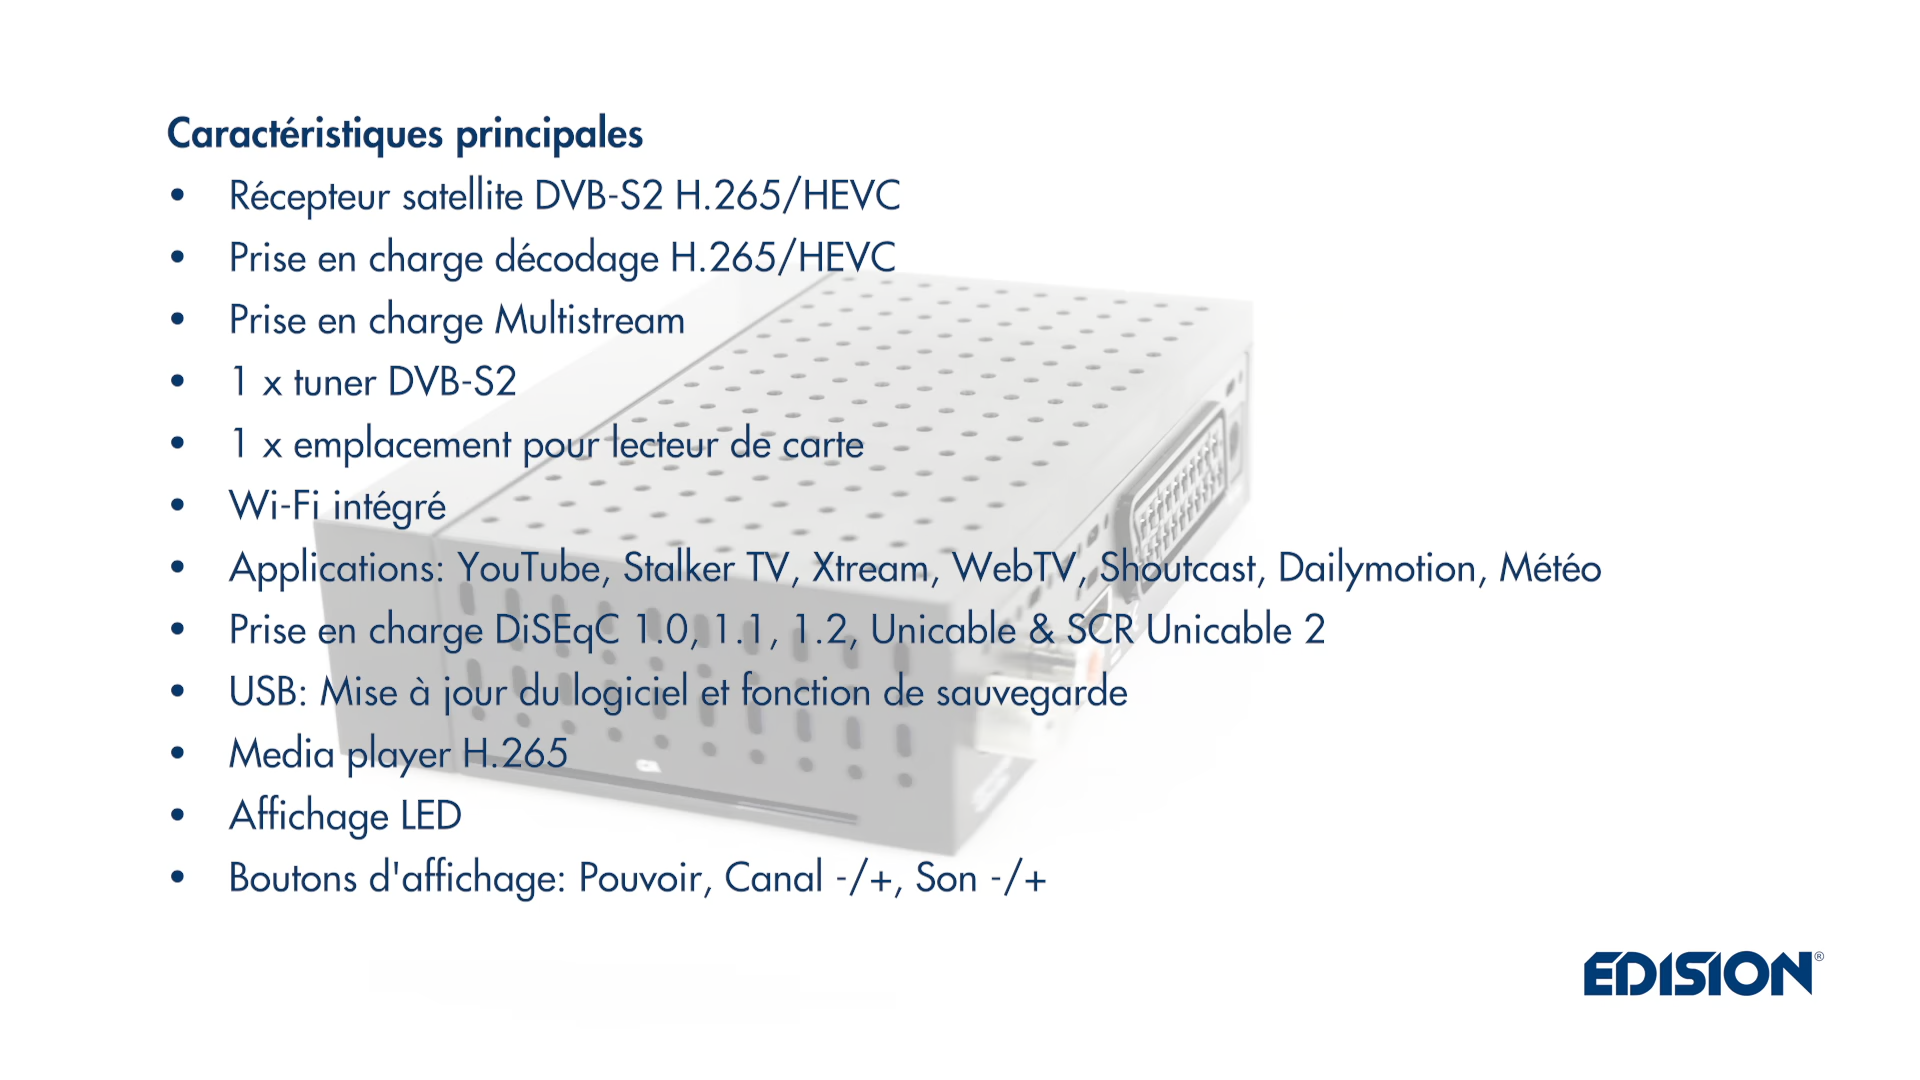 Caractéristiques principales
• Récepteur satellite DVB-S2 H.265/HEVC
• Prise en charge décodage H.265/HEVC
• Prise en charge Multistream
• 1 x tuner DVB-S2
• 1 x emplacement pour lecteur de carte
• Wi-Fi intégré
• Applications: YouTube, Stalker TV, Xtream, WebTV, Shoutcast, Dailymotion, Météo
• Prise en charge DiSEqC 1.0, 1.1, 1.2, Unicable & SCR Unicable 2
• USB: Mise à jour du logiciel et fonction de sauvegarde
• Media player H.265
• Affichage LED
• Boutons d'affichage: Pouvoir, Canal -/+, Son -/+
EDISION®